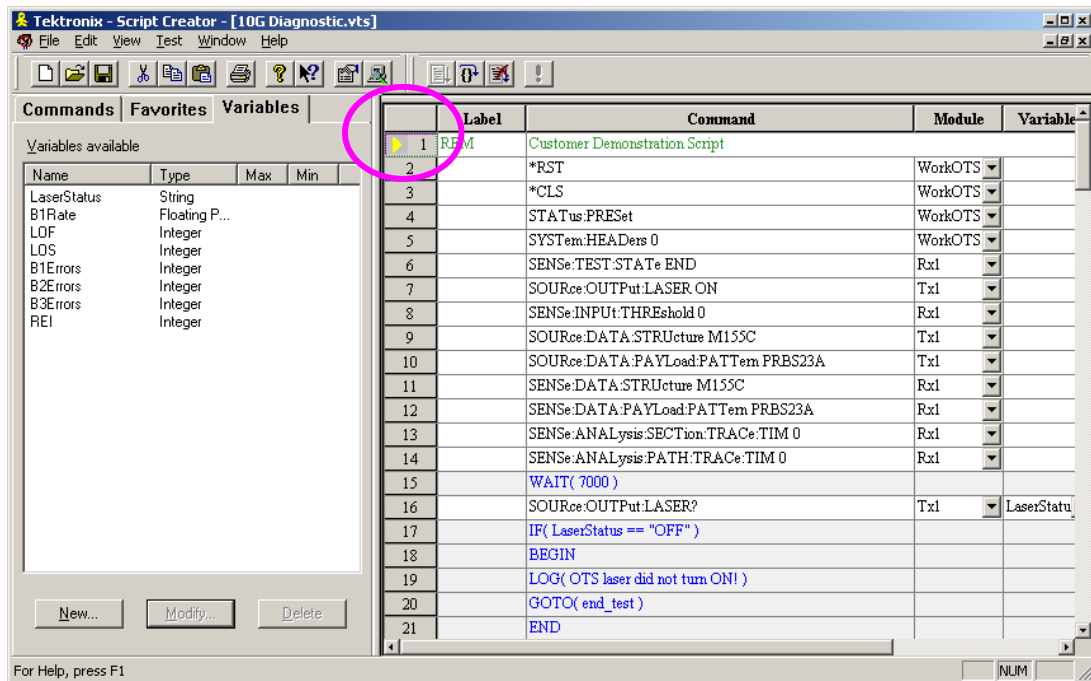 Tektronix - Script Creator - [10G Diagnostic.vts]
File Edit View Test Window Help
Commands Favorites Variables
Variables available
Name Type Max Min
LaserStatus String
B1Rate Floating P...
LOF Integer
LOS Integer
B1Errors Integer
B2Errors Integer
B3Errors Integer
REI Integer
New... Modify... Delete
Label Command Module Variable
1 REM Customer Demonstration Script
2 *RST WorkOTS
3 *CLS WorkOTS
4 STATus:PRESet WorkOTS
5 SYSTem:HEADers 0 WorkOTS
6 SENSe:TEST:STATe END Rx1
7 SOURce:OUTPut:LASER ON Tx1
8 SENSe:INPUt:THREshold 0 Rx1
9 SOURce:DATA:STRUcture M155C Tx1
10 SOURce:DATA:PAYLoad:PATTern PRBS23A Tx1
11 SENSe:DATA:STRUcture M155C Rx1
12 SENSe:DATA:PAYLoad:PATTern PRBS23A Rx1
13 SENSe:ANALysis:SECTion:TRACe:TIM 0 Rx1
14 SENSe:ANALysis:PATH:TRACe:TIM 0 Rx1
15 WAIT( 7000 )
16 SOURce:OUTPut:LASER? Tx1 LaserStatu
17 IF( LaserStatus == "OFF" )
18 BEGIN
19 LOG( OTS laser did not turn ON! )
20 GOTO( end_test )
21 END
For Help, press F1 NUM